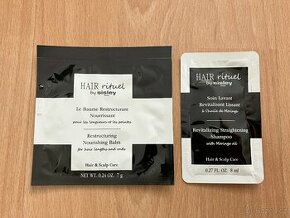 HAIR rituel
by sisley
Le Baume Restructurant
Nourrissant
pour les longueurs et les pointes
Restructuring
Nourishing Balm
for hair lengths and ends
Hair & Scalp Care
NET WT. 0.24 OZ. 7 g
HAIR rituel
by sisley
Soin Lavant
Revitalisant Lissant
à l'huile de Moringa
Revitalizing Straightening
Shampoo
with Moringa oil
Hair & Scalp Care
0.27 FL.OZ. 8 ml